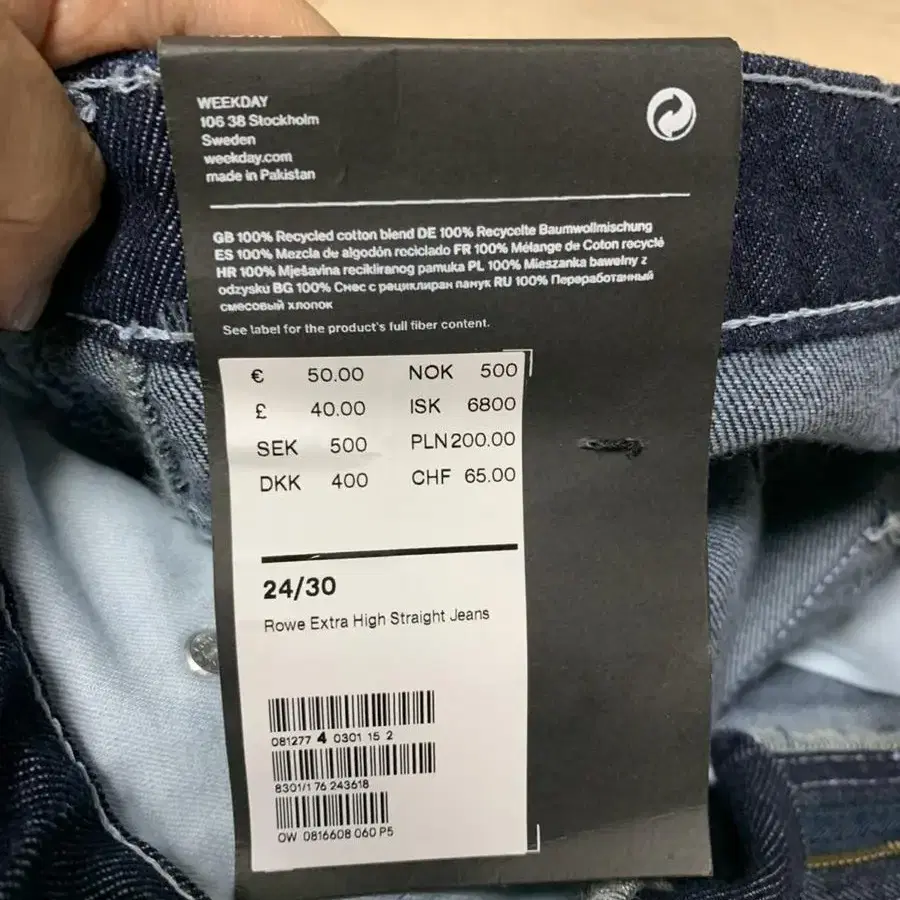 WEEKDAY
106 38 Stockholm
Sweden
weekday.com
made in Pakistan
GB 100% Recycled cotton blend DE 100% Recycelte Baumwollmischung
ES 100% Mezcla de algodón reciclado FR 100% Mélange de Coton recyclé
HR 100% Mješavina recikliranog pamuka PL 100% Mieszanka bawełny z
odzysku BG 100% Смес с рециклиран памук RU 100% Переработанный
смесовый хлопок
See label for the product's full fiber content.
€ 50.00 NOK 500
£ 40.00 ISK 6800
SEK 500 PLN 200.00
DKK 400 CHF 65.00
24/30
Rowe Extra High Straight Jeans
081277 4 0301 15 2
8301/1 76 243618
OW 0816608 060 P5